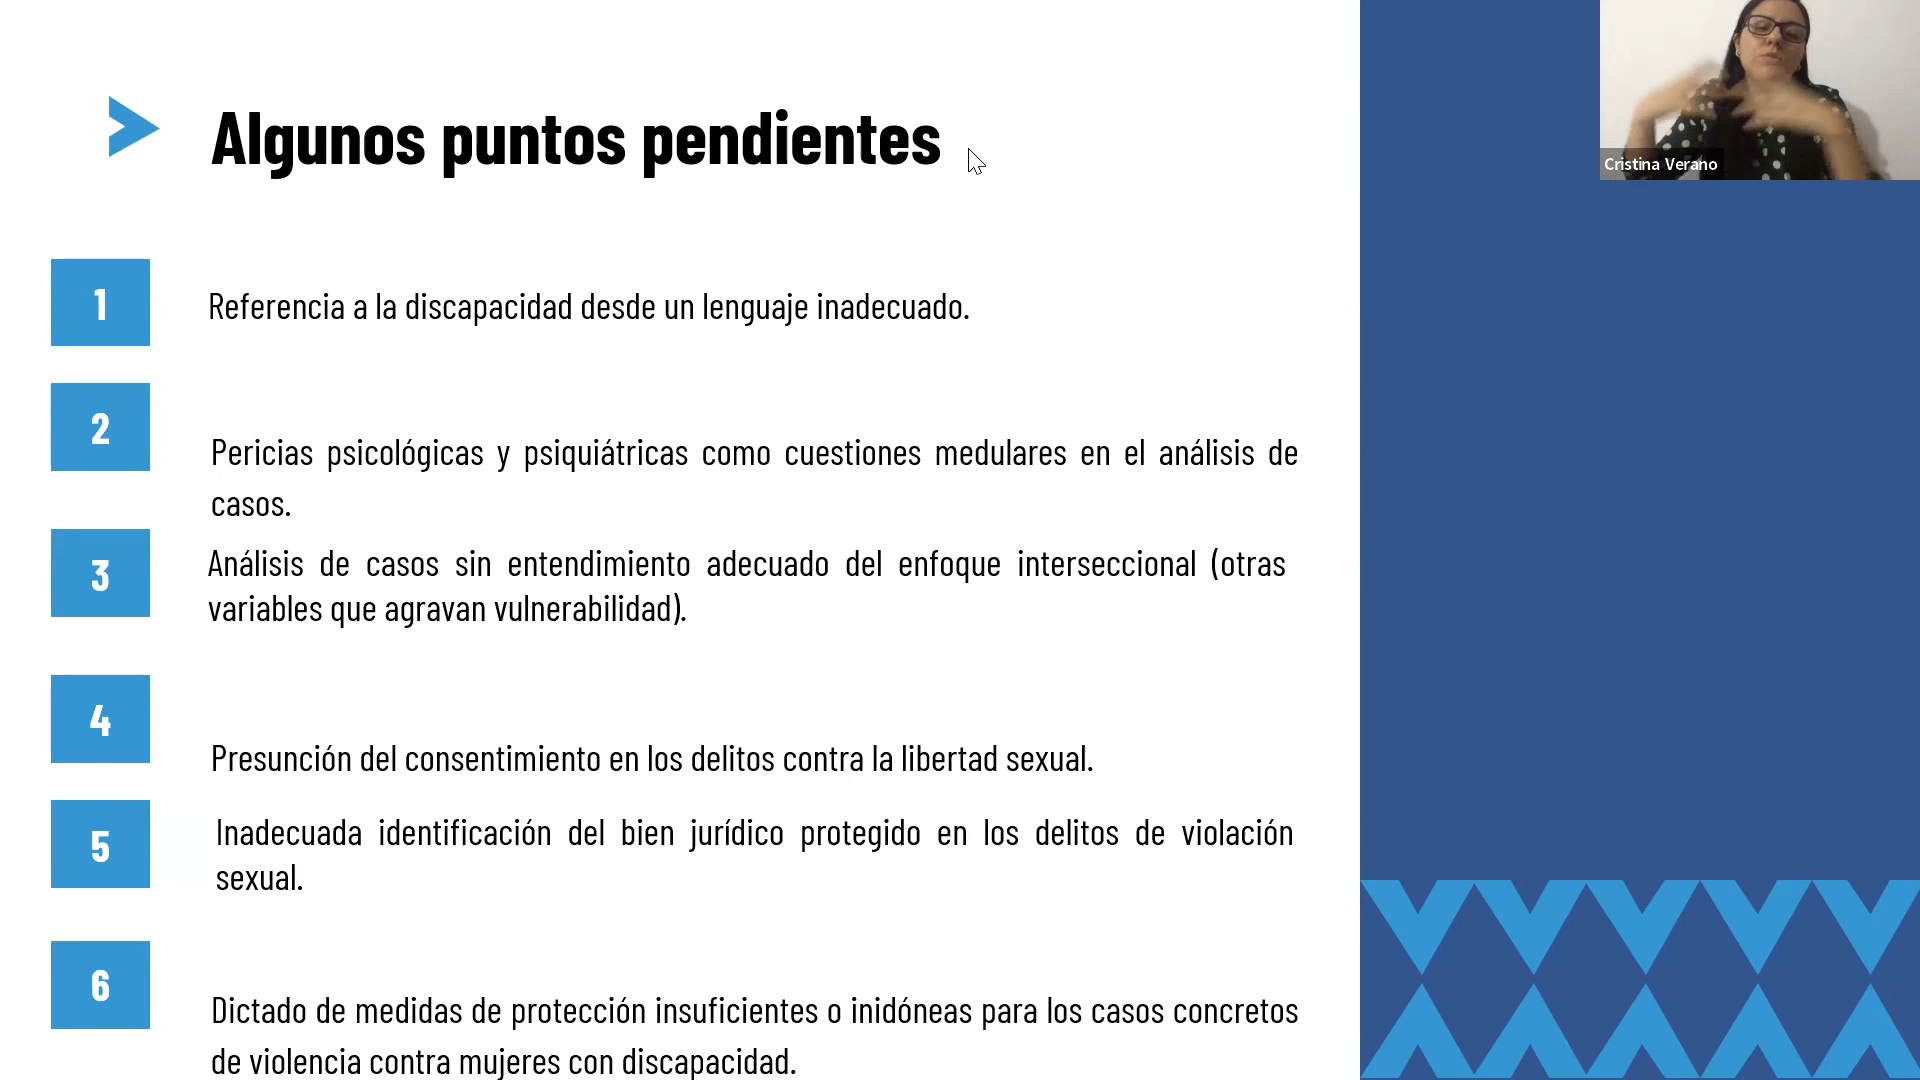 Algunos puntos pendientes
Cristina Verano
1
Referencia a la discapacidad desde un lenguaje inadecuado.
2
Pericias psicológicas y psiquiátricas como cuestiones medulares en el análisis de
casos.
3
Análisis de casos sin entendimiento adecuado del enfoque interseccional (otras
variables que agravan vulnerabilidad).
4
Presunción del consentimiento en los delitos contra la libertad sexual.
5
Inadecuada identificación del bien jurídico protegido en los delitos de violación
sexual.
6
Dictado de medidas de protección insuficientes o inidóneas para los casos concretos
de violencia contra mujeres con discapacidad.